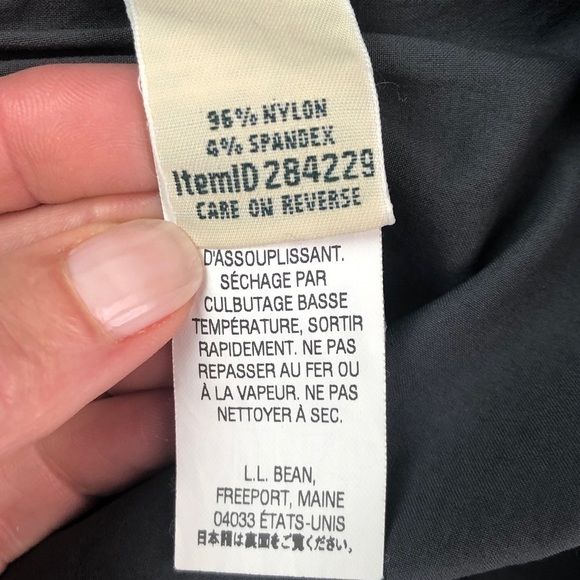 96% NYLON
4% SPANDEX
ItemID 284229
CARE ON REVERSE
D'ASSOUPLISSANT.
SÉCHAGE PAR
CULBUTAGE BASSE
TEMPÉRATURE, SORTIR
RAPIDEMENT. NE PAS
REPASSER AU FER OU
À LA VAPEUR. NE PAS
NETTOYER À SEC.
L.L. BEAN,
FREEPORT, MAINE
04033 ÉTATS-UNIS
日本語は裏面をご覧ください。